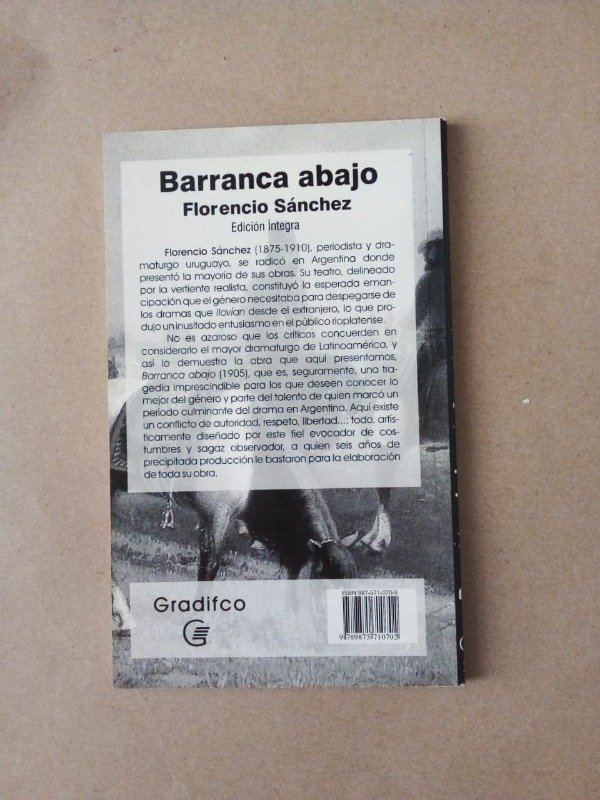 Barranca abajo
Florencio Sánchez
Edición Íntegra
Florencio Sánchez (1875-1910), periodista y dra-
maturgo uruguayo, se radicó en Argentina donde
presentó la mayoría de sus obras. Su teatro, delineado
por la vertiente realista, constituyó la esperada eman-
cipación que el género necesitaba para despegarse de
los dramas que llovían desde el extranjero, lo que pro-
dujo un inusitado entusiasmo en el público rioplatense.
No es azaroso que los críticos concuerden en
considerarlo el mayor dramaturgo de Latinoamérica, y
así lo demuestra la obra que aquí presentamos,
Barranca abajo (1905), que es, seguramente, una tra-
gedia imprescindible para los que deseen conocer lo
mejor del género y parte del talento de quien marcó un
período culminante del drama en Argentina. Aquí existe
un conflicto de autoridad, respeto, libertad...; todo, artís-
ticamente diseñado por este fiel evocador de cos-
tumbres y sagaz observador, a quien seis años de
precipitada producción le bastaron para la elaboración
de toda su obra.
Gradifco
ISBN 987-571-070-9
9 789875 710702